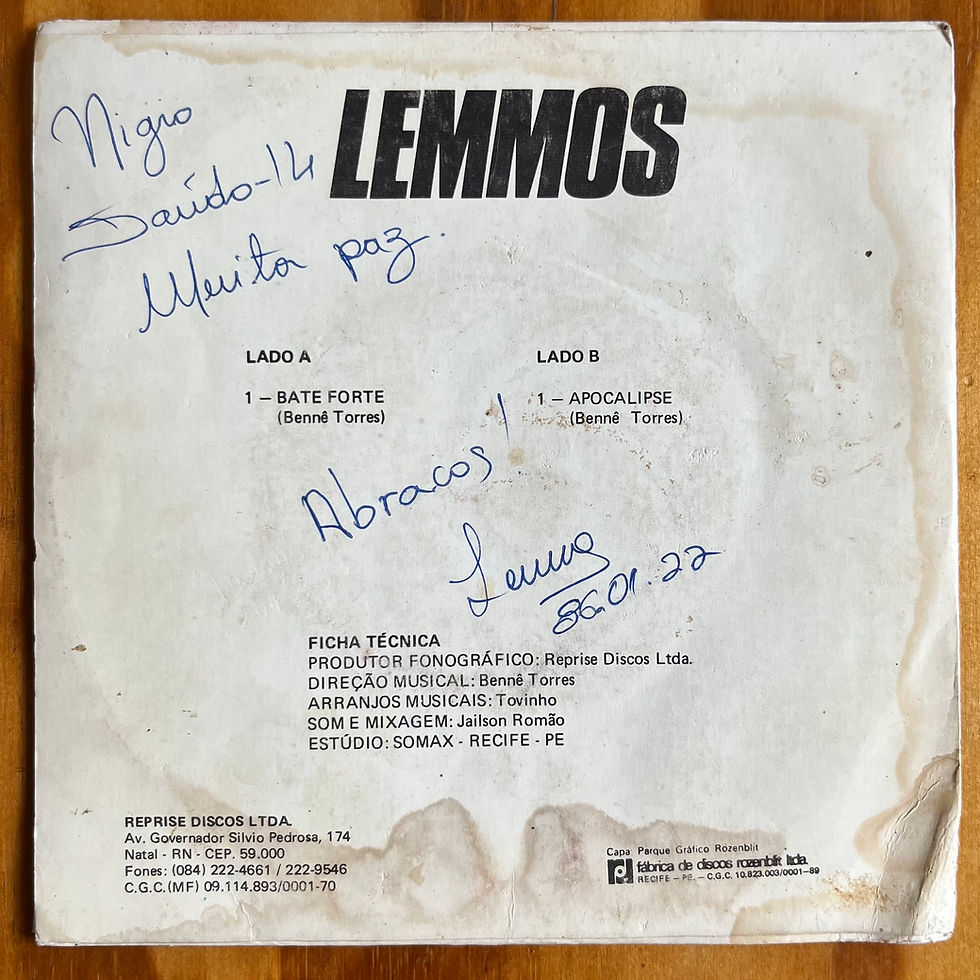 LEMMOS
Nigro
Saúdo-14
Muita paz.
LADO A
1 – BATE FORTE
(Bennê Torres)
LADO B
1 – APOCALIPSE
(Bennê Torres)
Abracos!
Lemmos
01.22
FICHA TÉCNICA
PRODUTOR FONOGRÁFICO: Reprise Discos Ltda.
DIREÇÃO MUSICAL: Bennê Torres
ARRANJOS MUSICAIS: Tovinho
SOM E MIXAGEM: Jailson Romão
ESTÚDIO: SOMAX - RECIFE - PE
REPRISE DISCOS LTDA.
Av. Governador Silvio Pedrosa, 174
Natal - RN - CEP. 59.000
Fones: (084) 222-4661 / 222-9546
C.G.C.(MF) 09.114.893/0001-70
Capa: Parque Gráfico Rozenblit
fábrica de discos rozenblit ltda.
RECIFE – PE. – C.G.C. 10.823.003/0001-89